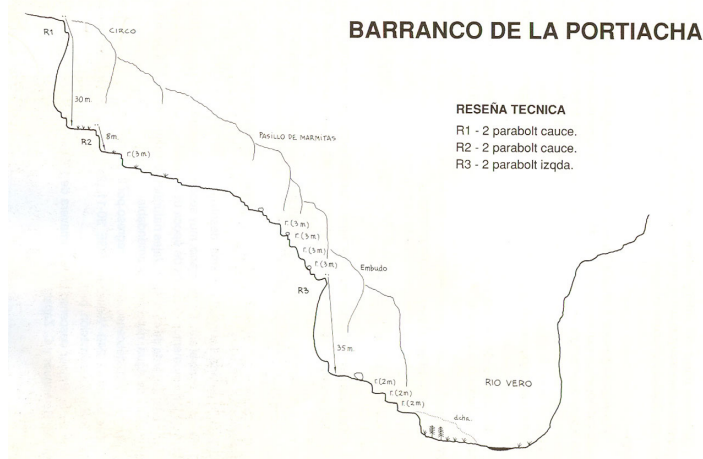 BARRANCO DE LA PORTIACHA
RESEÑA TECNICA
R1 - 2 parabolt cauce.
R2 - 2 parabolt cauce.
R3 - 2 parabolt izqda.
R1
CIRCO
30 m.
R2
8m.
r.(3m)
PASILLO DE MARMITAS
r.(3m)
r.(3m)
r.(3m)
r.(3m)
R3
Embudo
35 m.
r.(2m)
r.(2m)
r.(2m)
dcha.
RIO VERO